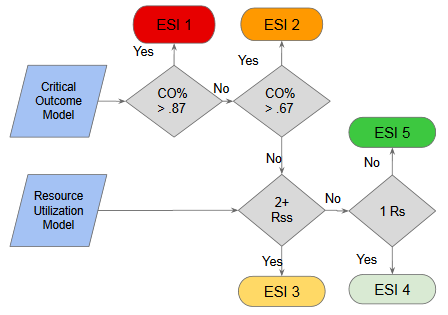 ESI 1
ESI 2
Yes
Yes
Critical
Outcome
Model
CO%
> .87
No
CO%
> .67
ESI 5
No
No
Resource
Utilization
Model
2+
Rss
No
1 Rs
Yes
Yes
ESI 3
ESI 4